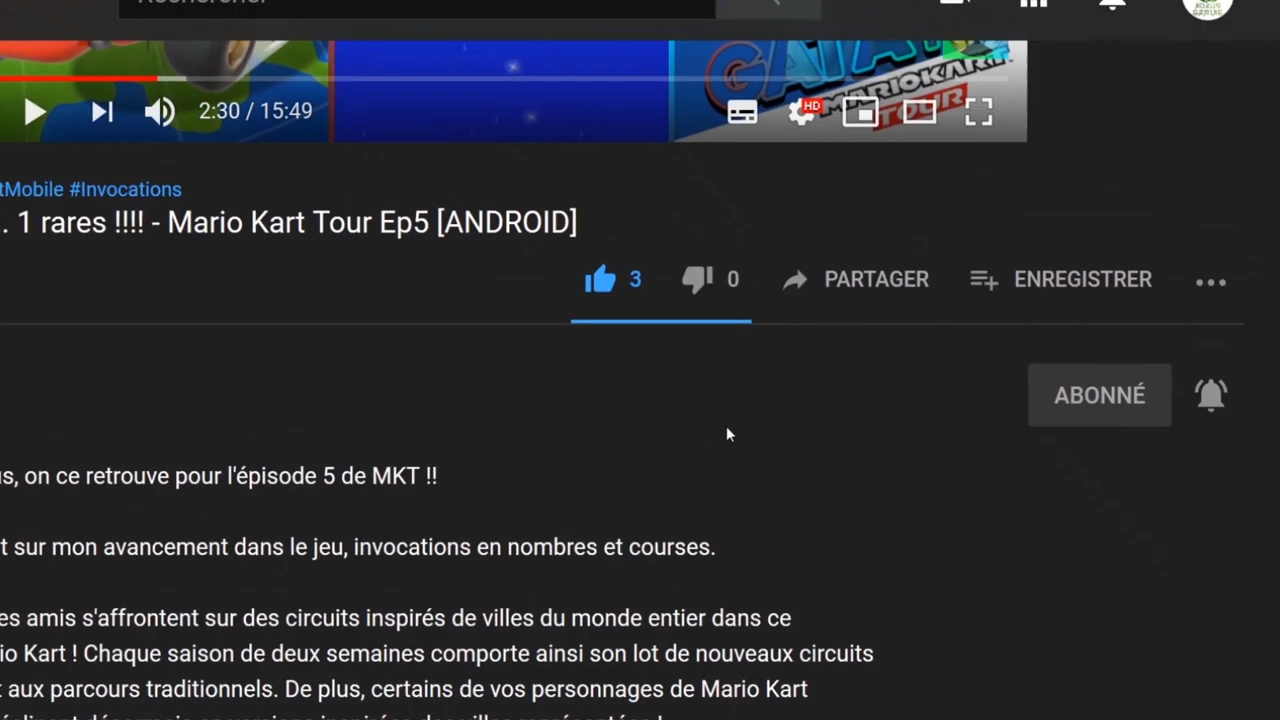 2:30 / 15:49
HD
MARIOKART
TOUR
tMobile #Invocations
. 1 rares !!!! - Mario Kart Tour Ep5 [ANDROID]
3 0 PARTAGER ENREGISTRER
ABONNÉ
us, on ce retrouve pour l'épisode 5 de MKT !!
t sur mon avancement dans le jeu, invocations en nombres et courses.
es amis s'affrontent sur des circuits inspirés de villes du monde entier dans ce
io Kart ! Chaque saison de deux semaines comporte ainsi son lot de nouveaux circuits
t aux parcours traditionnels. De plus, certains de vos personnages de Mario Kart